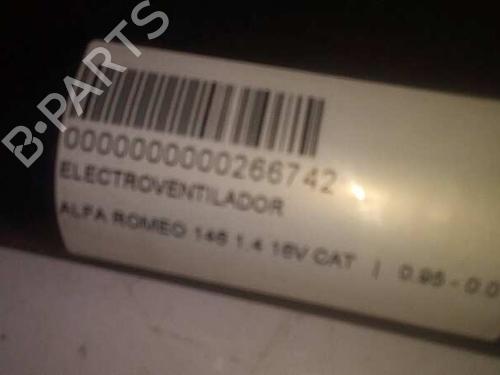 B-PARTS
0000000000266742
ELECTROVENTILADOR
ALFA ROMEO 146 1.4 16V CAT | 0.95 - 0.0